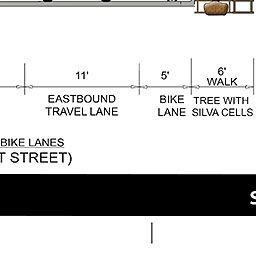 11' 5' 6'
WALK
EASTBOUND BIKE TREE WITH
TRAVEL LANE LANE SILVA CELLS
BIKE LANES
T STREET)
S